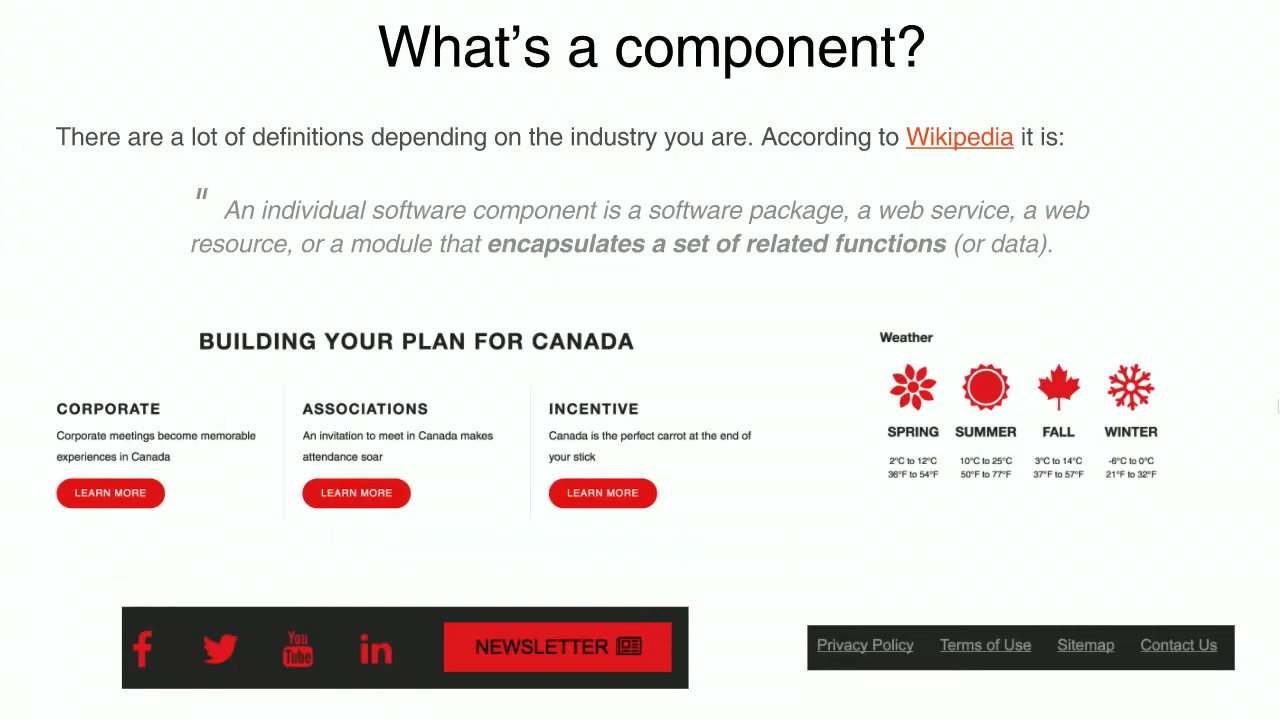 What's a component?
There are a lot of definitions depending on the industry you are. According to Wikipedia it is:
" An individual software component is a software package, a web service, a web
resource, or a module that encapsulates a set of related functions (or data).
BUILDING YOUR PLAN FOR CANADA
CORPORATE
Corporate meetings become memorable
experiences in Canada
LEARN MORE
ASSOCIATIONS
An invitation to meet in Canada makes
attendance soar
LEARN MORE
INCENTIVE
Canada is the perfect carrot at the end of
your stick
LEARN MORE
Weather
SPRING SUMMER FALL WINTER
2°C to 12°C 10°C to 25°C 3°C to 14°C -6°C to 0°C
36°F to 54°F 50°F to 77°F 37°F to 57°F 21°F to 32°F
You
Tube
in
NEWSLETTER
Privacy Policy Terms of Use Sitemap Contact Us